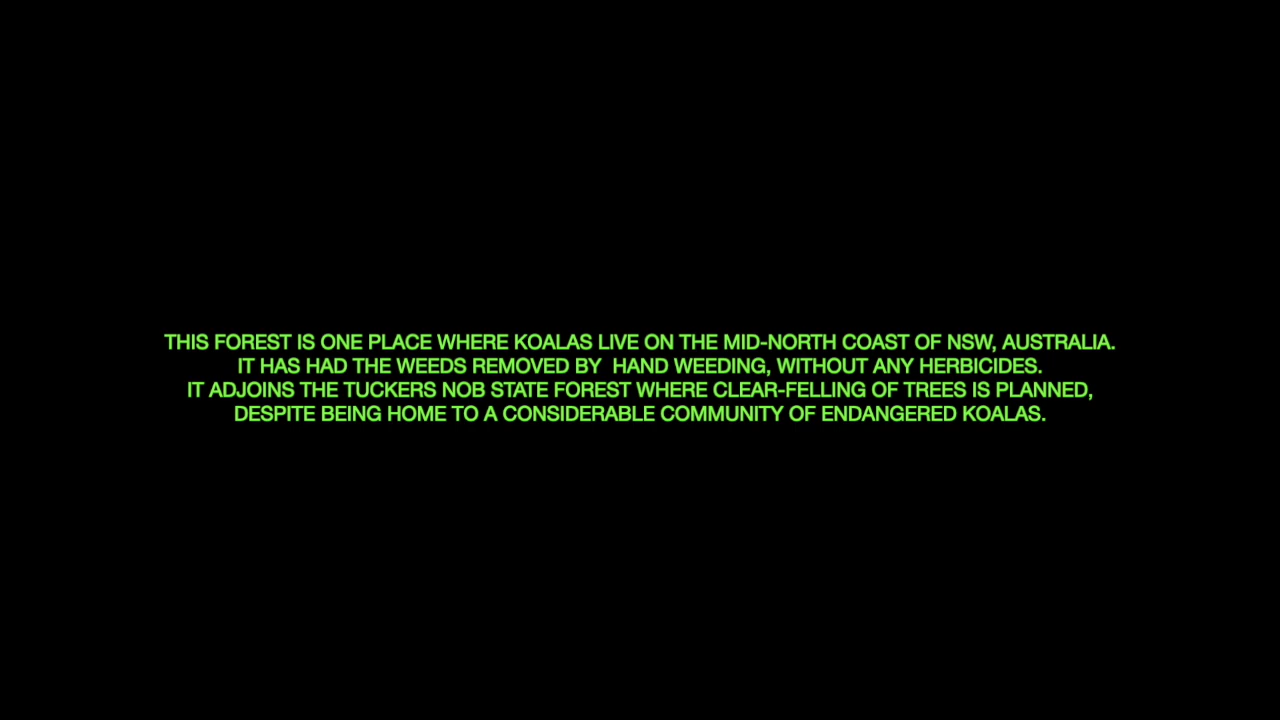 THIS FOREST IS ONE PLACE WHERE KOALAS LIVE ON THE MID-NORTH COAST OF NSW, AUSTRALIA.
IT HAS HAD THE WEEDS REMOVED BY  HAND WEEDING, WITHOUT ANY HERBICIDES.
IT ADJOINS THE TUCKERS NOB STATE FOREST WHERE CLEAR-FELLING OF TREES IS PLANNED,
DESPITE BEING HOME TO A CONSIDERABLE COMMUNITY OF ENDANGERED KOALAS.